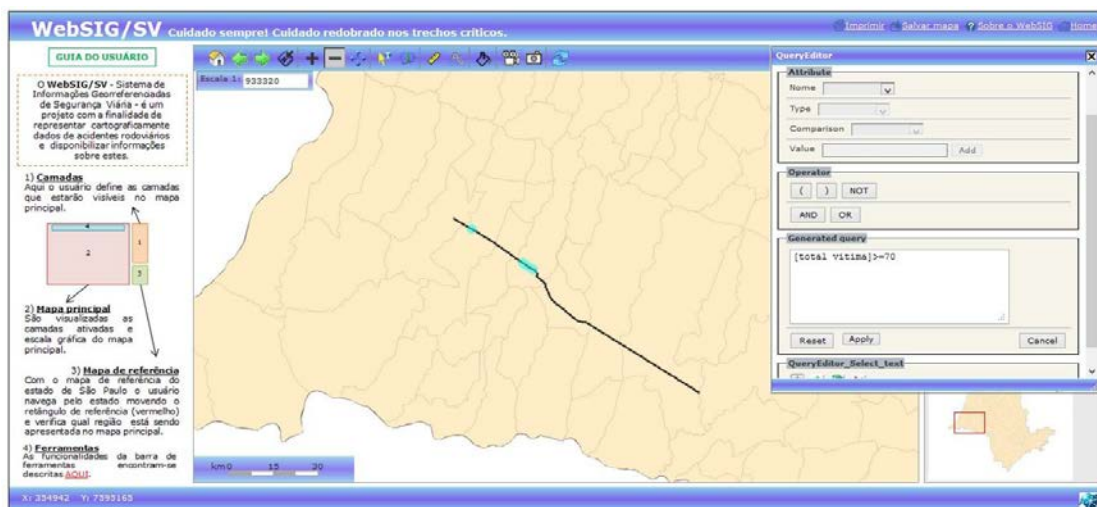 WebSIG/SV Cuidado sempre! Cuidado redobrado nos trechos críticos.
Imprimir Salvar mapa ? Sobre o WebSIG Home
GUIA DO USUÁRIO
O WebSIG/SV - Sistema de
Informações Georreferenciadas
de Segurança Viária - é um
projeto com a finalidade de
representar cartograficamente
dados de acidentes rodoviários
e disponibilizar informações
sobre estes.
1) Camadas
Aqui o usuário define as camadas
que estarão visíveis no mapa
principal.
4
2
1
3
2) Mapa principal
São visualizadas as
camadas ativadas e
escala gráfica do mapa
principal.
3) Mapa de referência
Com o mapa de referência do
estado de São Paulo o usuário
navega pelo estado movendo o
retângulo de referência (vermelho)
e verifica qual região está sendo
apresentada no mapa principal.
4) Ferramentas
As funcionalidades da barra de
ferramentas encontram-se
descritas AQUI.
Escala 1: 933320
km0 15 30
QueryEditor
Attribute
Nome
Type
Comparison
Value Add
Operator
( ) NOT
AND OR
Generated query
[total vitima]>=70
Reset Apply Cancel
QueryEditor_Select_text
X: 354942 Y: 7595165